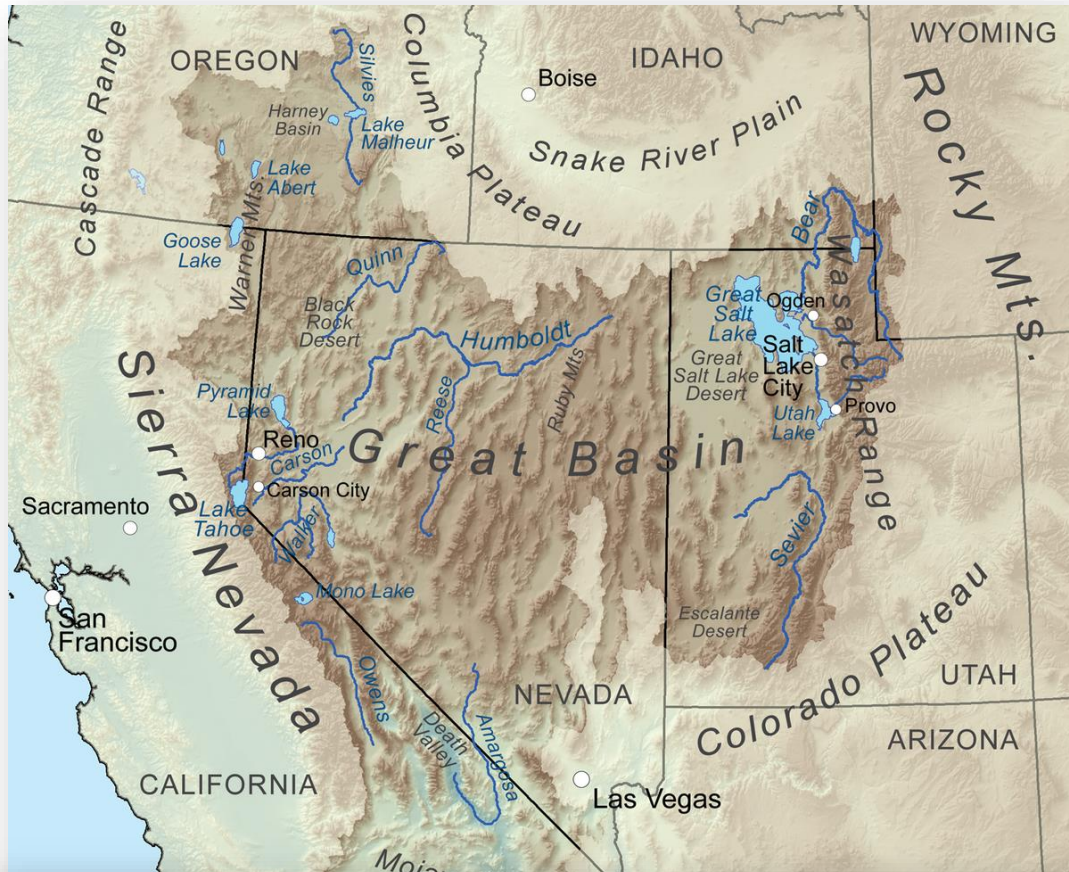 OREGON
IDAHO
WYOMING
Cascade Range
Silvies
Columbia Plateau
Boise
Harney
Basin
Lake
Malheur
Snake River Plain
Rocky Mts.
Lake
Abert
Warner Mts.
Goose
Lake
Quinn
Bear
Wasatch Range
Black
Rock
Desert
Humboldt
Great
Salt
Lake
Ogden
Salt
Lake
City
Great
Salt Lake
Desert
Ruby Mts
Reese
Pyramid
Lake
Utah
Lake
Provo
Sierra Nevada
Reno
Carson
Great Basin
Carson City
Sacramento
Lake
Tahoe
Walker
Sevier
Mono Lake
San
Francisco
Escalante
Desert
Owens
NEVADA
UTAH
Colorado Plateau
Death
Valley
Amargosa
ARIZONA
CALIFORNIA
Las Vegas